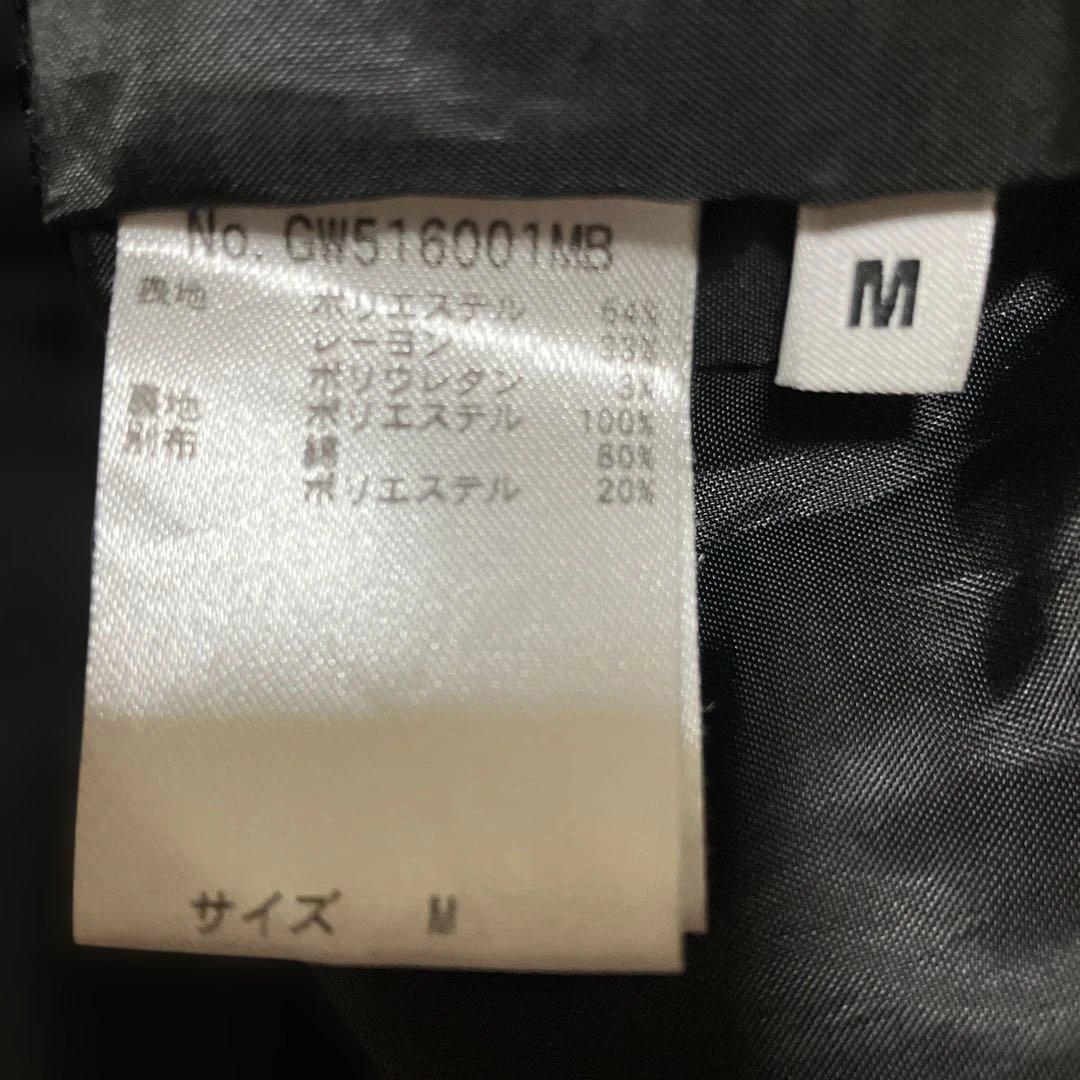 No. GW516001MB
M
表地 ポリエステル 64%
レーヨン 33%
ポリウレタン 3%
裏地 ポリエステル 100%
別布 綿 80%
ポリエステル 20%
サイズ M